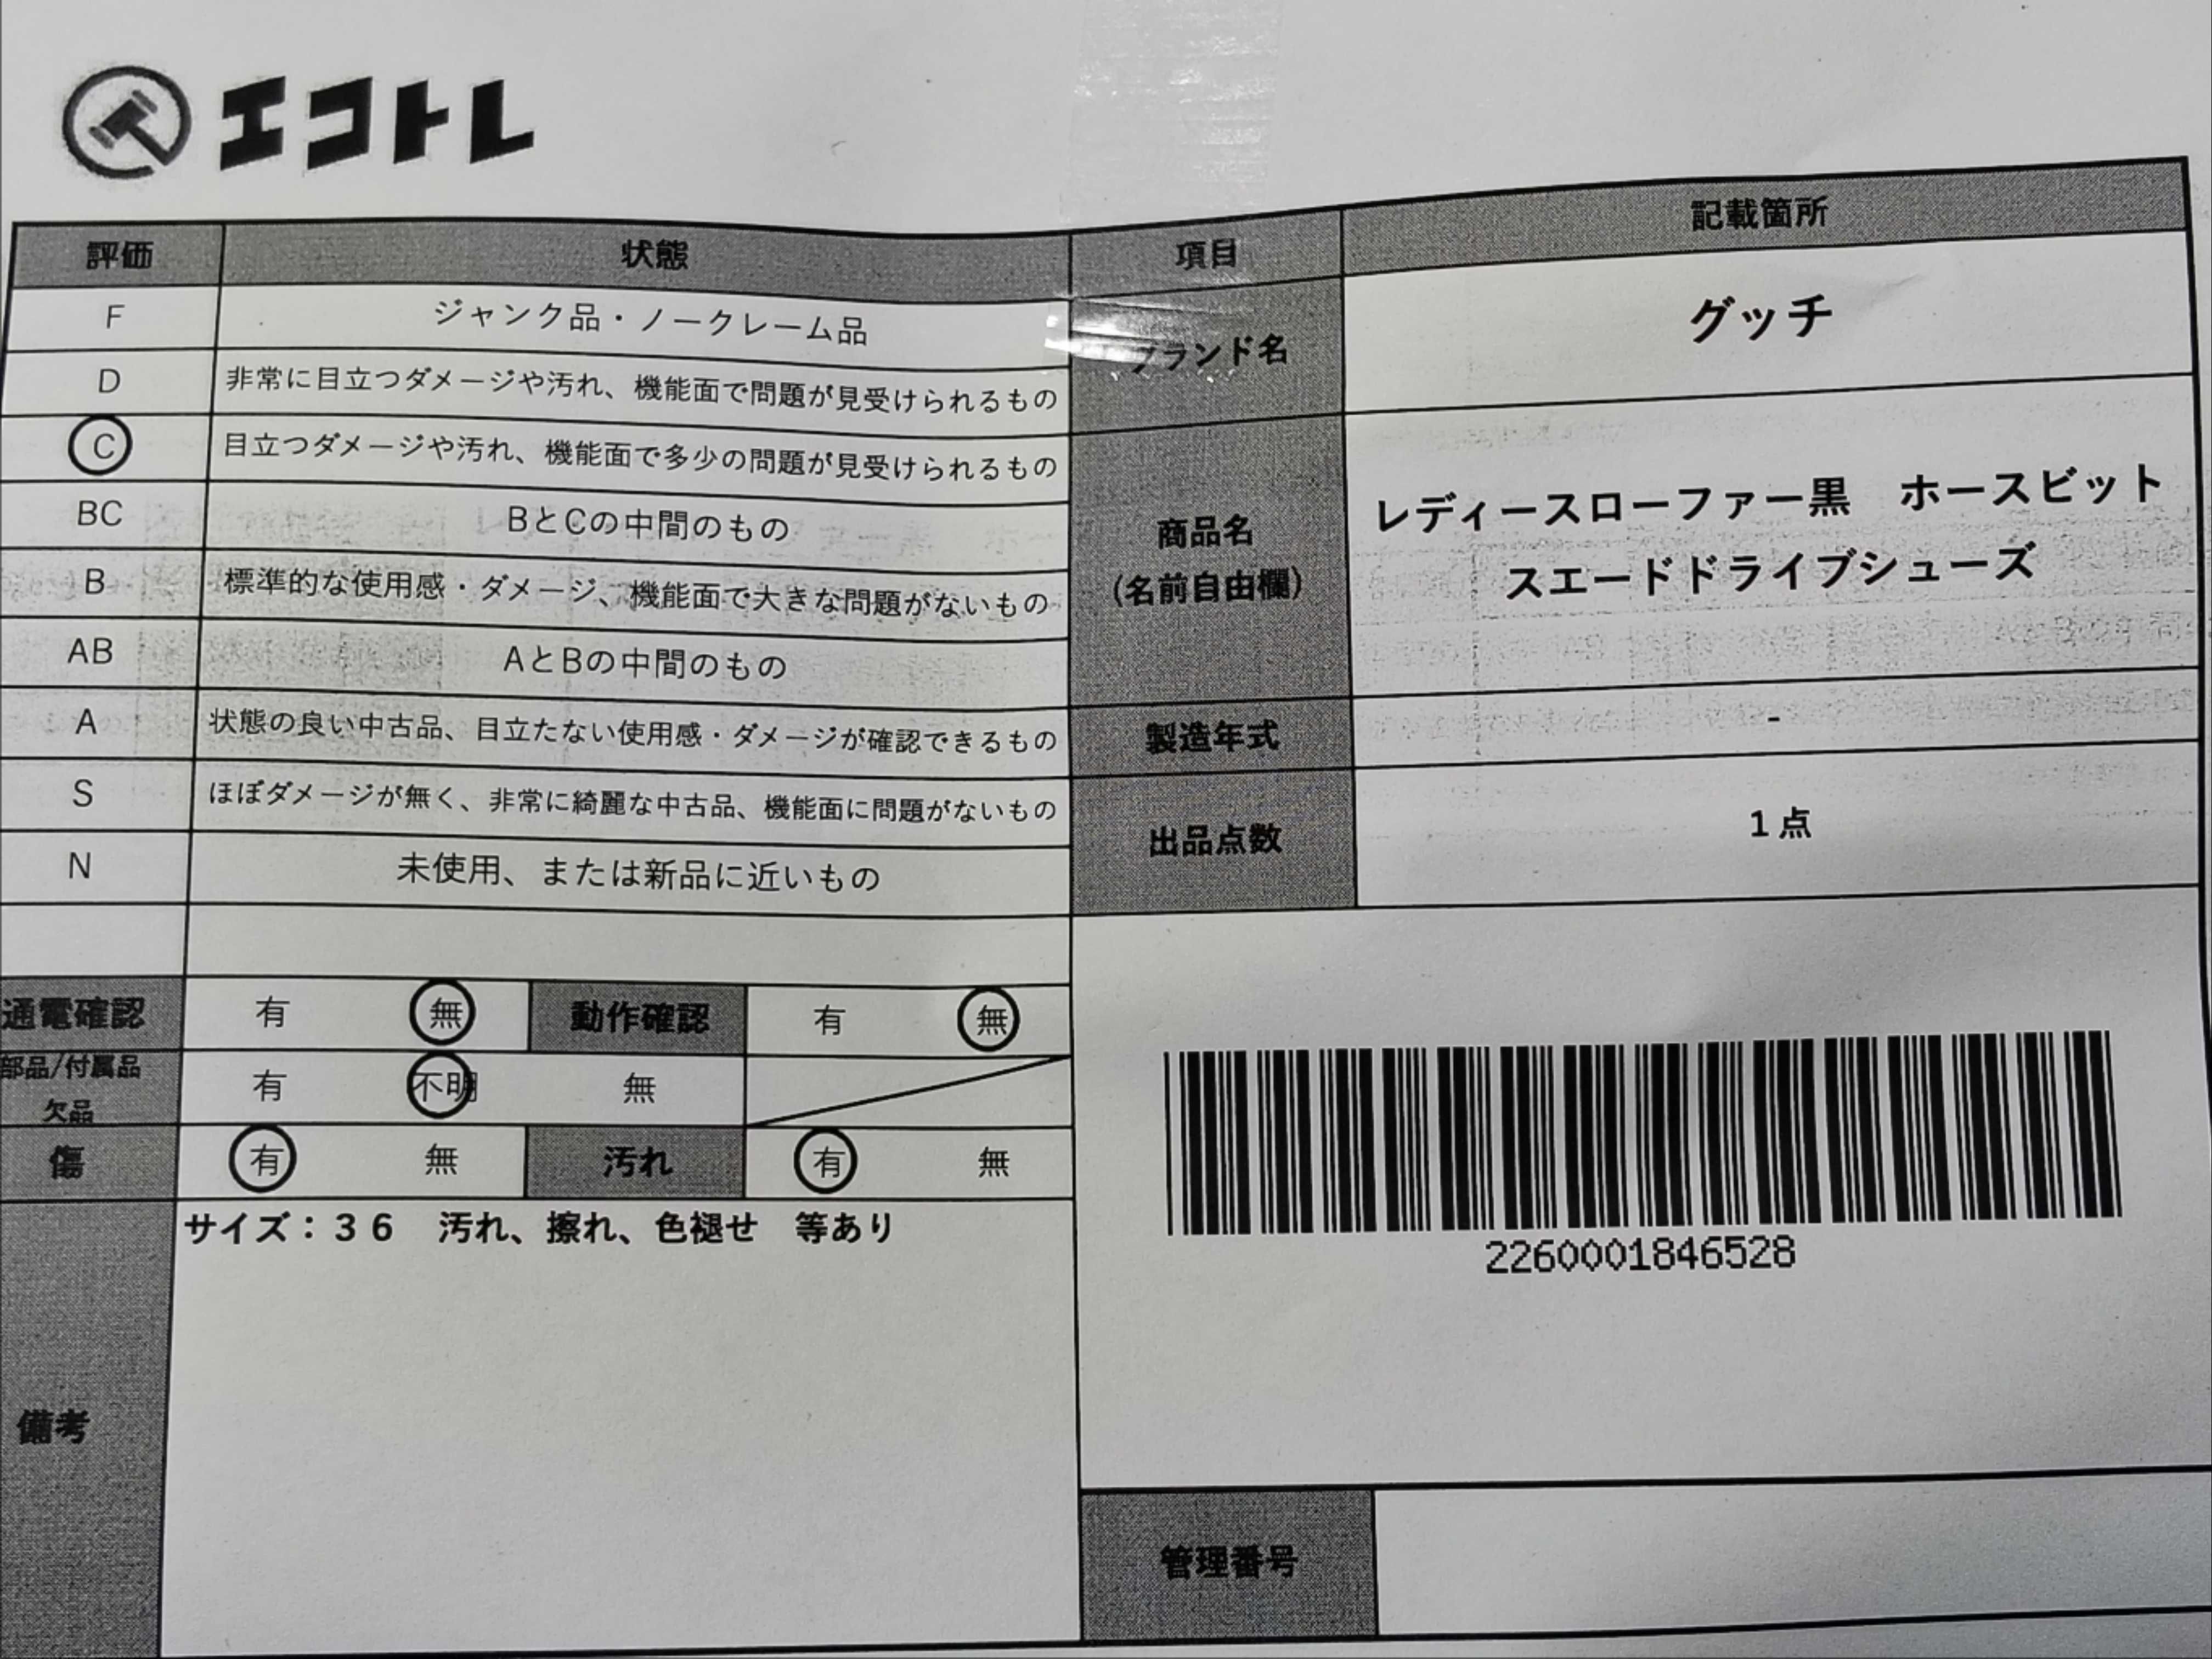 エコトレ
評価 状態 項目 記載箇所
F ジャンク品・ノークレーム品
D 非常に目立つダメージや汚れ、機能面で問題が見受けられるもの
C 目立つダメージや汚れ、機能面で多少の問題が見受けられるもの
BC BとCの中間のもの
B 標準的な使用感・ダメージ、機能面で大きな問題がないもの
AB AとBの中間のもの
A 状態の良い中古品、目立たない使用感・ダメージが確認できるもの
S ほぼダメージが無く、非常に綺麗な中古品、機能面に問題がないもの
N 未使用、または新品に近いもの
ブランド名 グッチ
商品名
(名前自由欄)
レディースローファー黒　ホースビット
スエードドライブシューズ
製造年式 -
出品点数 1点
通電確認 有 無 動作確認 有 無
部品/付属品
欠品
有 不明 無
傷 有 無 汚れ 有 無
備考
サイズ：３６　汚れ、擦れ、色褪せ　等あり
2260001846528
管理番号